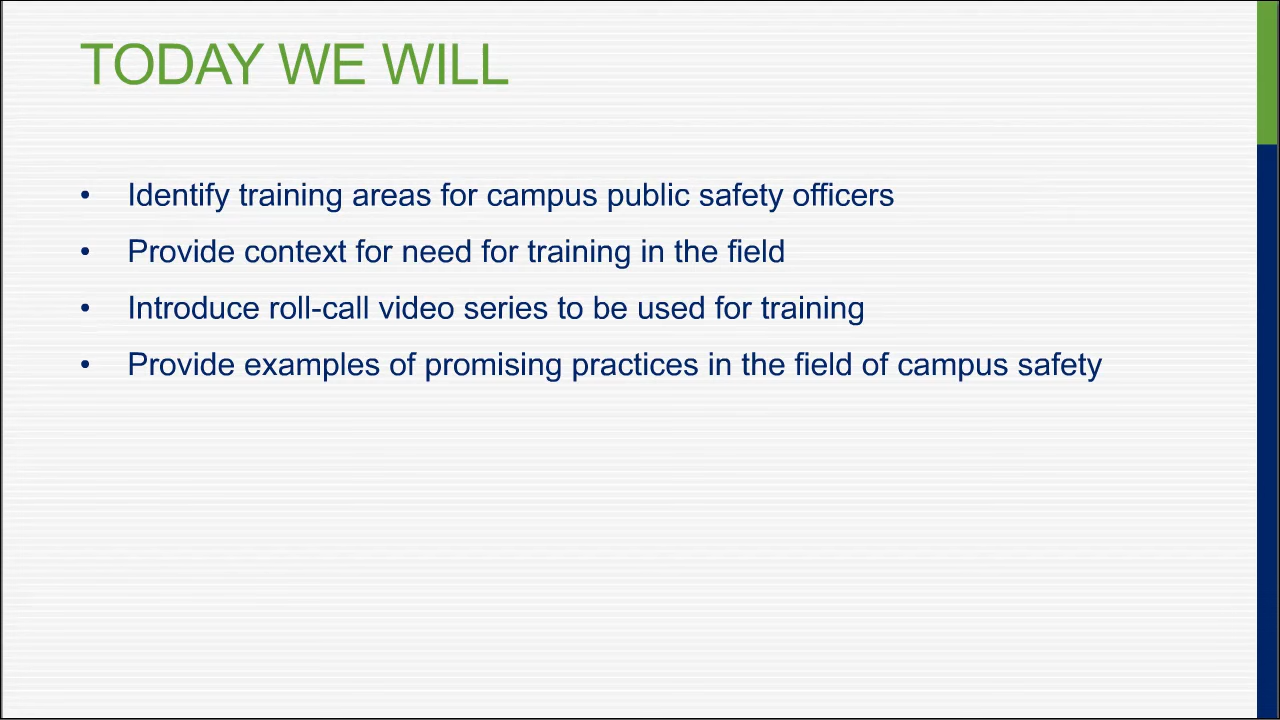 TODAY WE WILL
• Identify training areas for campus public safety officers
• Provide context for need for training in the field
• Introduce roll-call video series to be used for training
• Provide examples of promising practices in the field of campus safety